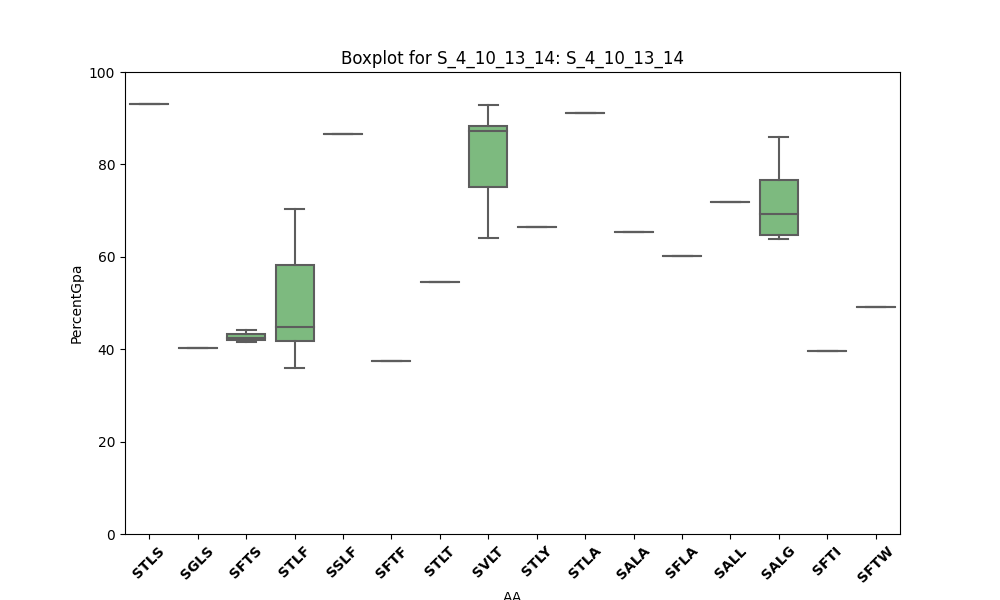 Boxplot for S_4_10_13_14: S_4_10_13_14
PercentGpa
100
80
60
40
20
0
STLS SGLS SFTS STLF SSLF SFTF STLT SVLT STLY STLA SALA SFLA SALL SALG SFTI SFTW
AA